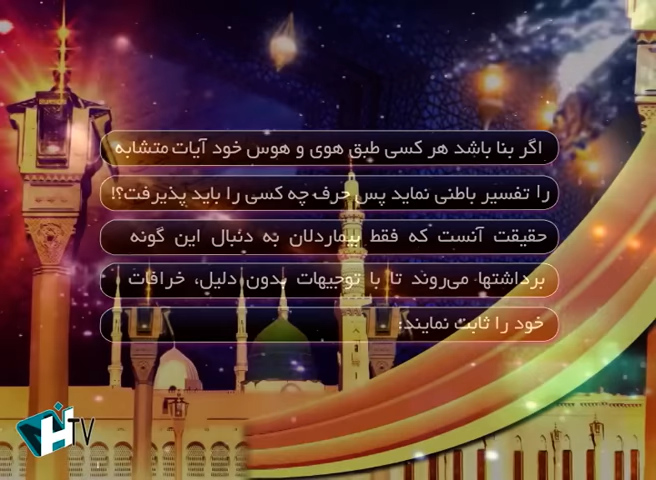 اگر بنا باشد هر کسی طبق هوی و هوس خود آیات متشابه
را تفسیر باطنی نماید پس حرف چه کسی را باید پذیرفت؟!
حقیقت آنست که فقط بیماردلان به دنبال این گونه
برداشتها می‌روند تا با توجیهات بدون دلیل، خرافات
خود را ثابت نمایند:
TV